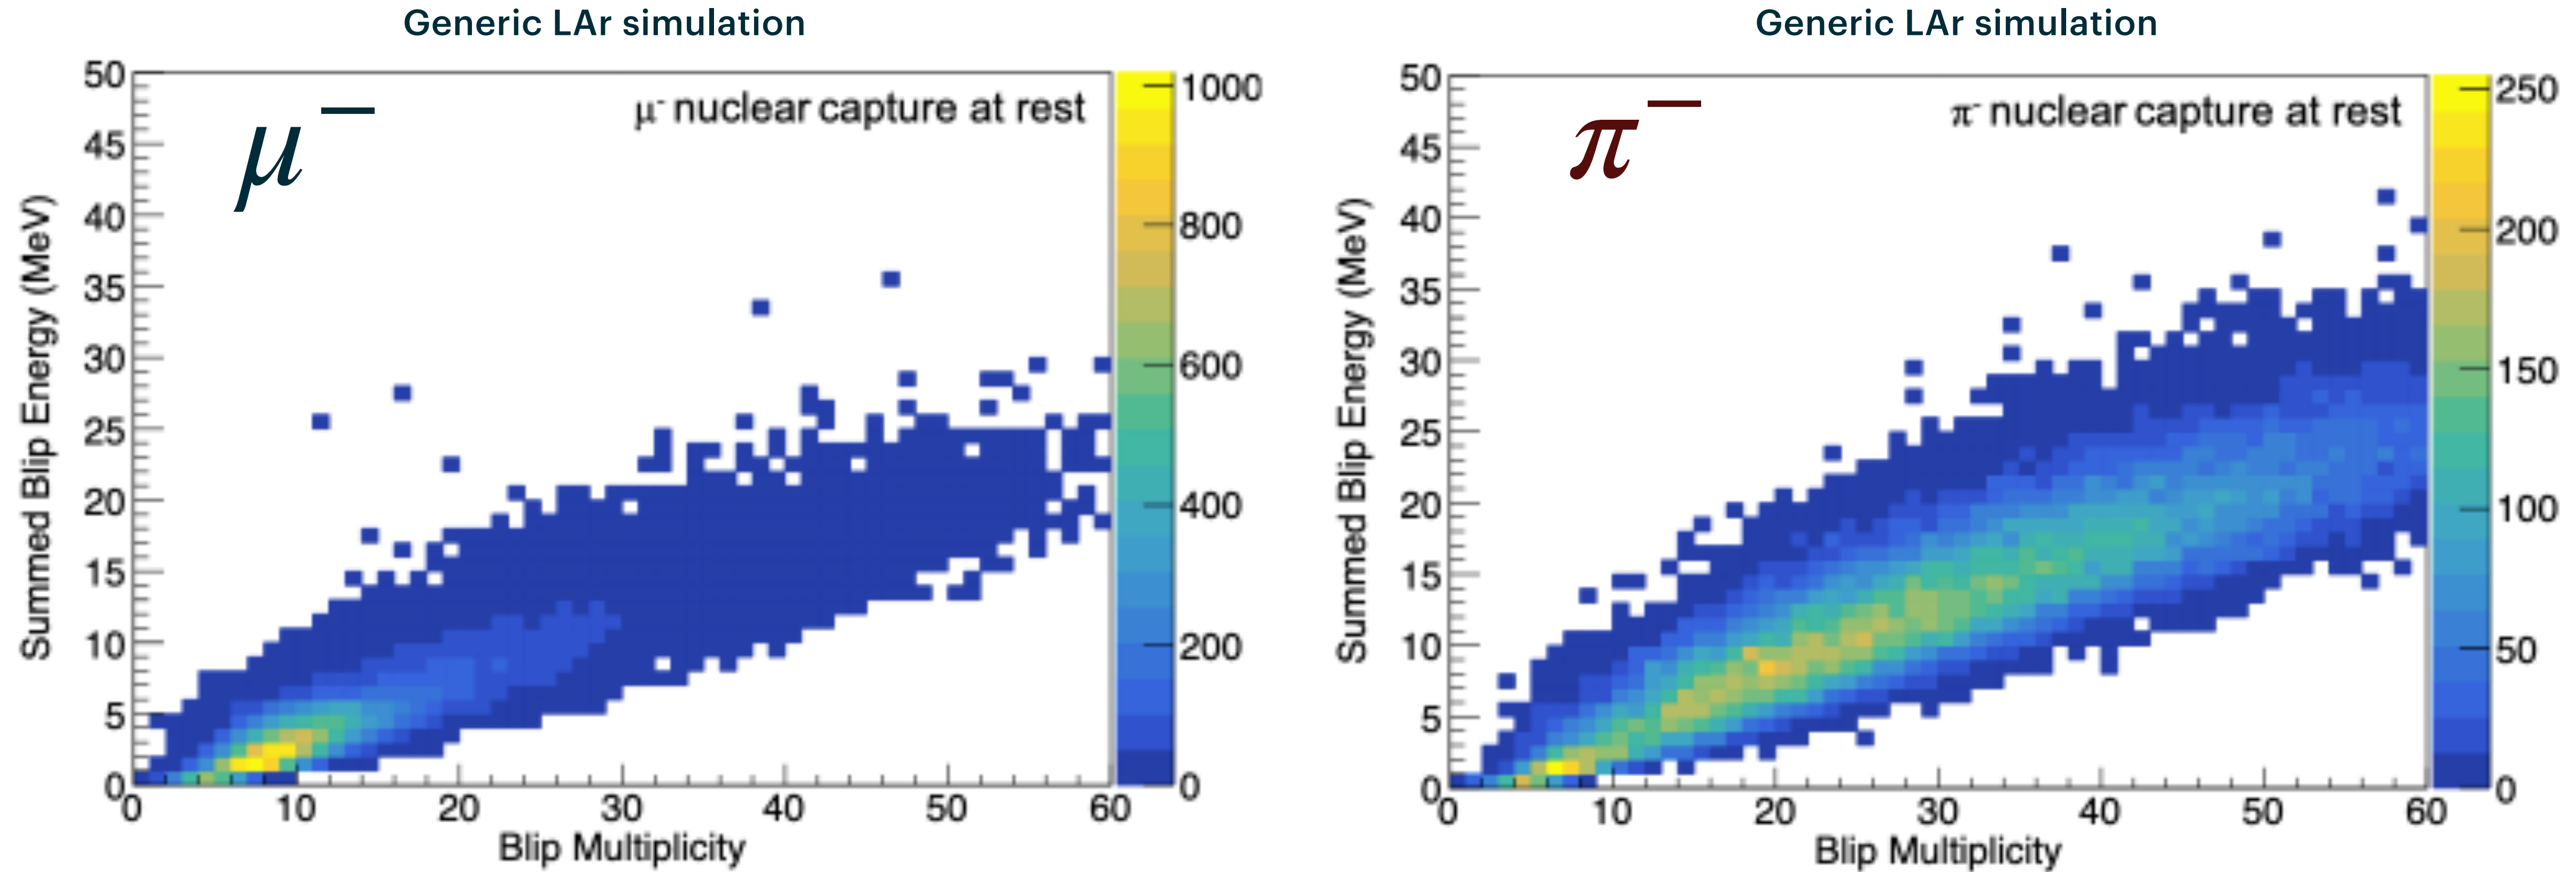 Generic LAr simulation
μ⁻
μ⁻ nuclear capture at rest
Summed Blip Energy (MeV)
50
45
40
35
30
25
20
15
10
5
0
0 10 20 30 40 50 60
Blip Multiplicity
1000
800
600
400
200
0
Generic LAr simulation
π⁻
π⁻ nuclear capture at rest
Summed Blip Energy (MeV)
50
45
40
35
30
25
20
15
10
5
0
0 10 20 30 40 50 60
Blip Multiplicity
250
200
150
100
50
0